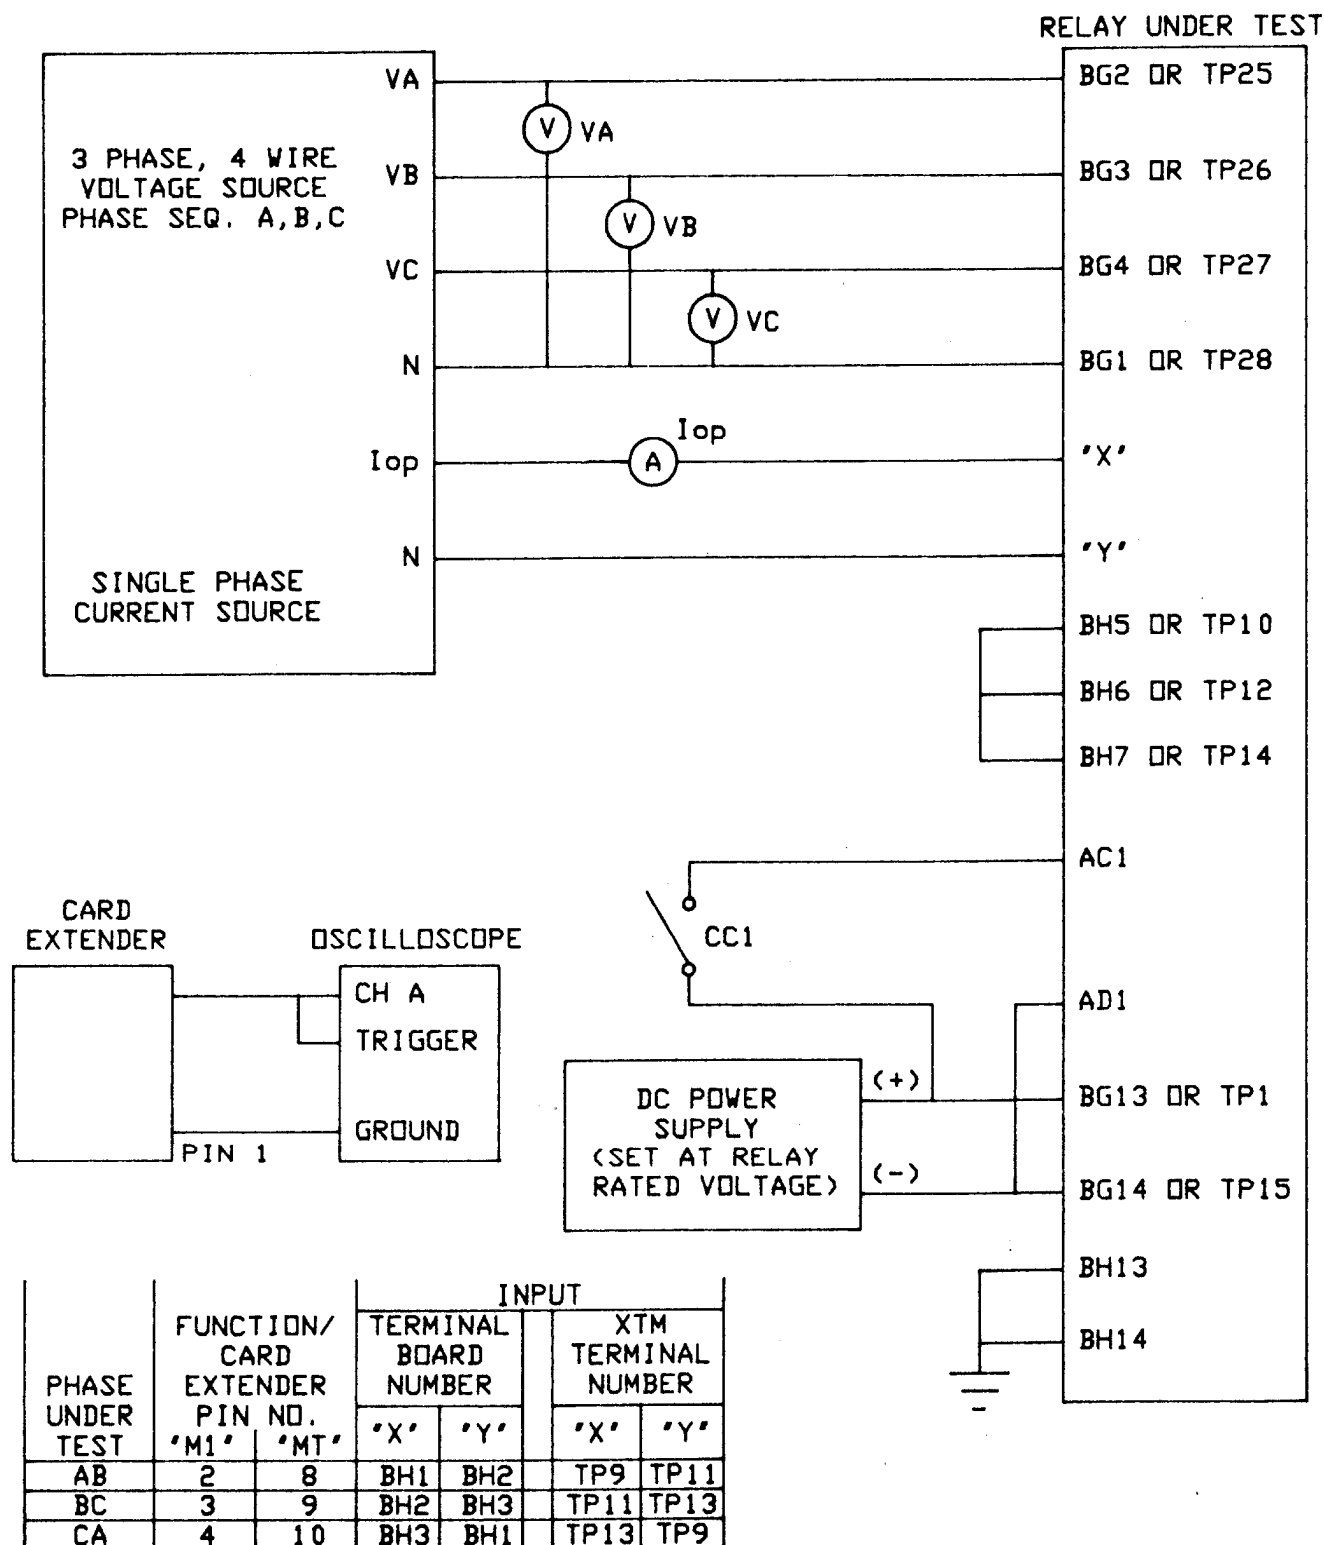 RELAY UNDER TEST
3 PHASE, 4 WIRE
VOLTAGE SOURCE
PHASE SEQ. A,B,C
SINGLE PHASE
CURRENT SOURCE
VA
VB
VC
N
Iop
N
V VA
V VB
V VC
Iop
A
BG2 OR TP25
BG3 OR TP26
BG4 OR TP27
BG1 OR TP28
"X"
"Y"
BH5 OR TP10
BH6 OR TP12
BH7 OR TP14
AC1
CC1
AD1
BG13 OR TP1
BG14 OR TP15
BH13
BH14
CARD
EXTENDER
OSCILLOSCOPE
CH A
TRIGGER
GROUND
PIN 1
DC POWER
SUPPLY
(SET AT RELAY
RATED VOLTAGE)
(+)
(-)
PHASE
UNDER
TEST
FUNCTION/
CARD
EXTENDER
PIN NO.
"M1" "MT"
INPUT
TERMINAL
BOARD
NUMBER
"X" "Y"
XTM
TERMINAL
NUMBER
"X" "Y"
AB 2 8 BH1 BH2 TP9 TP11
BC 3 9 BH2 BH3 TP11 TP13
CA 4 10 BH3 BH1 TP13 TP9